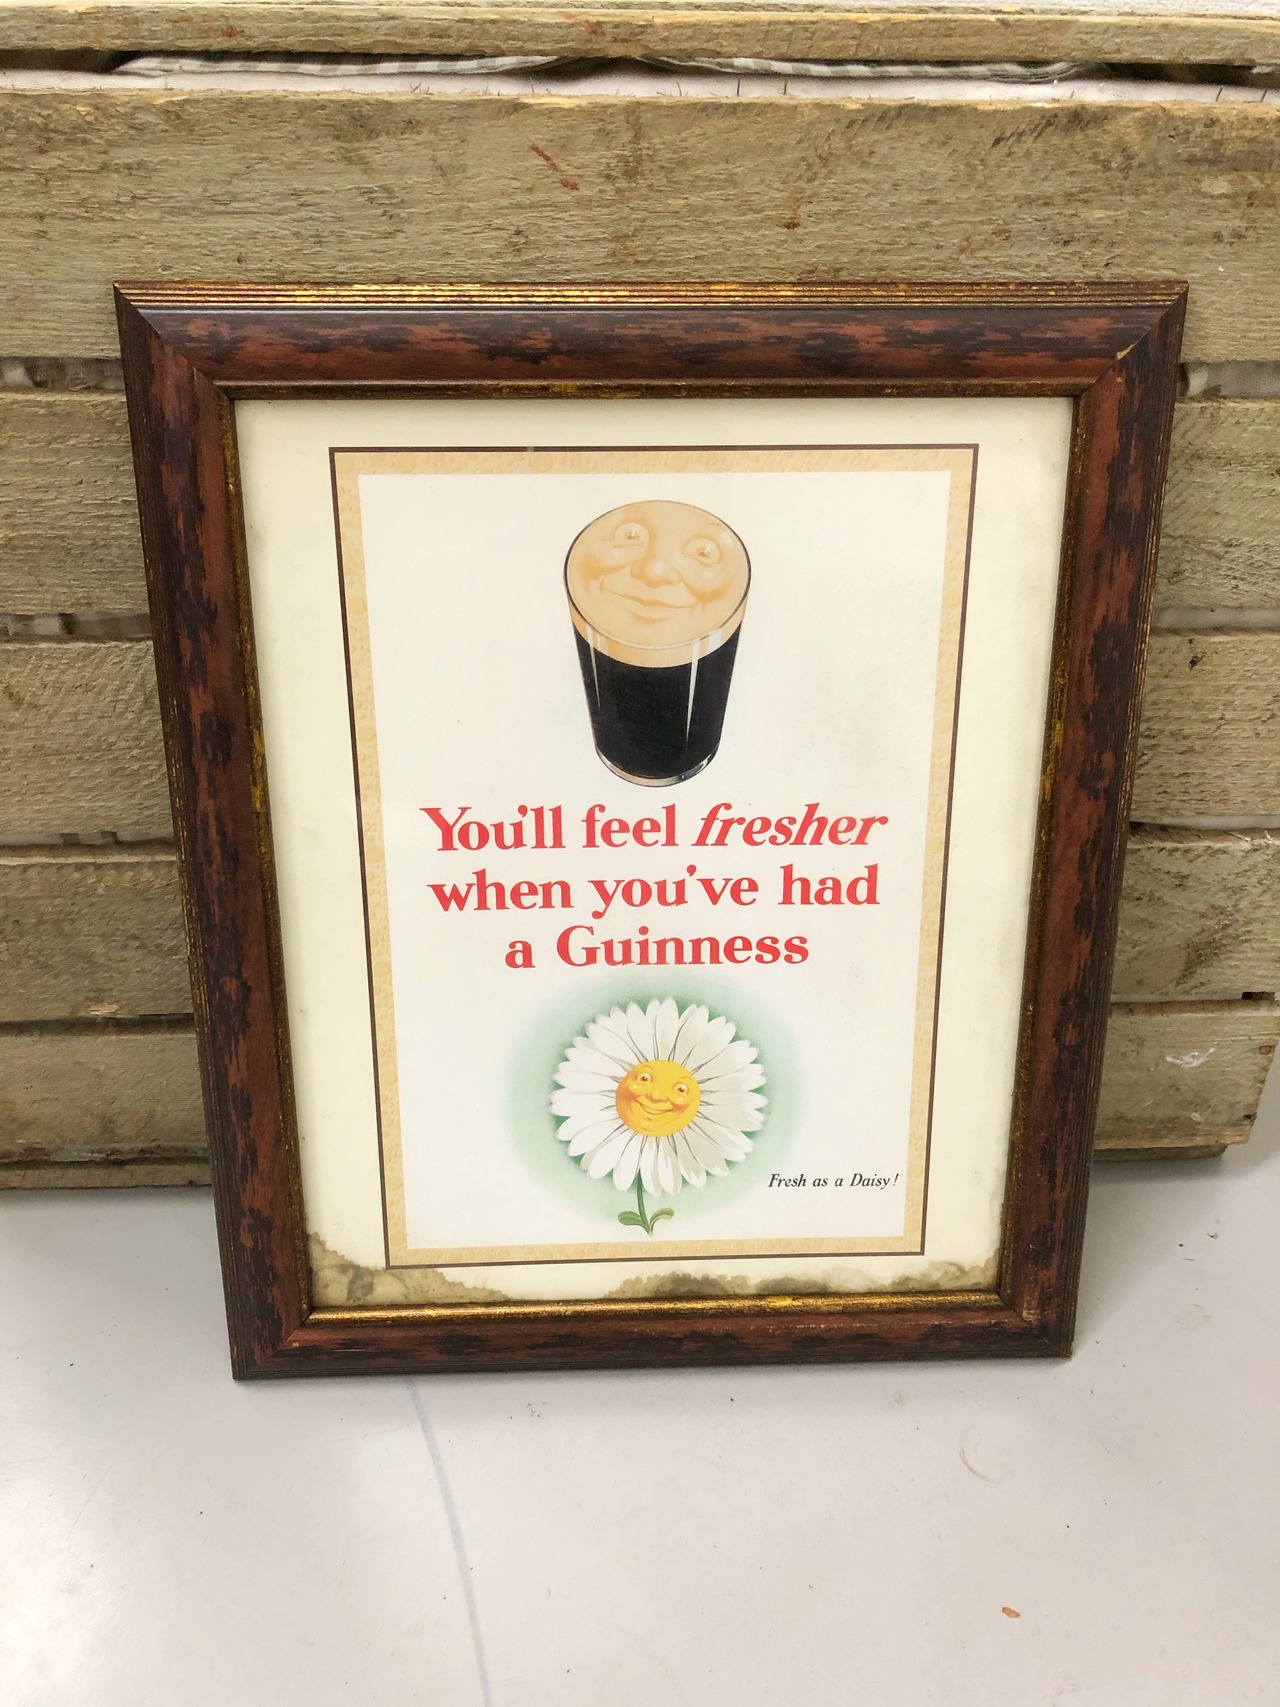 You'll feel fresher
when you've had
a Guinness
Fresh as a Daisy!